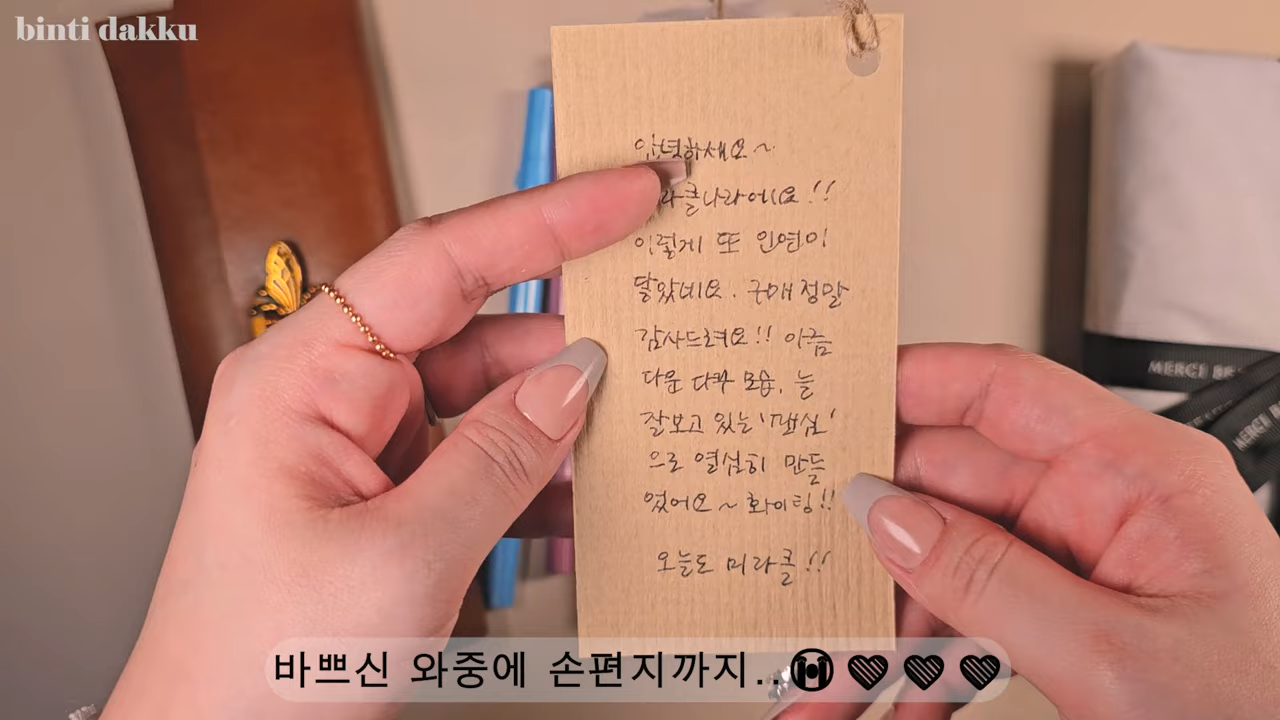 binti dakku
안녕하세요~
라클나라에요!!
이렇게 또 인연이
닿았네요. 구매 정말
감사드려요!! 아름
다운 다꾸 모습, 늘
잘보고 있는 '팬심'
으로 열심히 만들
었어요~ 화이팅!!
오늘도 미라클!!
MERCI BE
MERCI B
바쁘신 와중에 손편지까지..